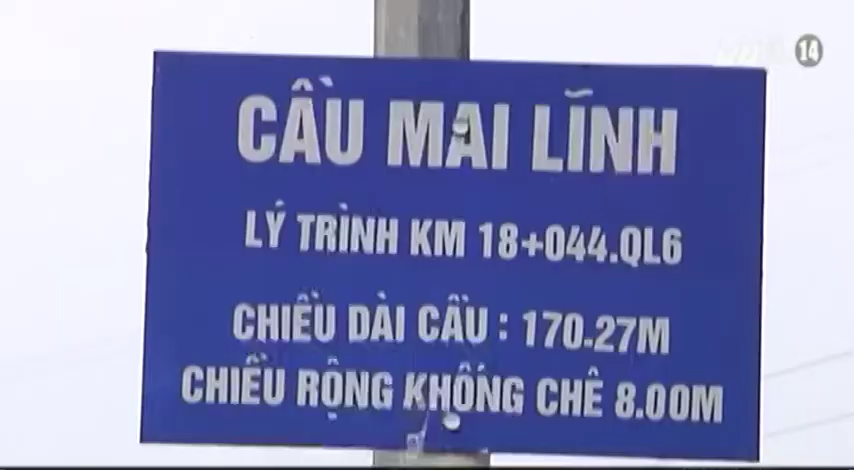 14
CẦU MAI LĨNH
LÝ TRÌNH KM 18+044.QL6
CHIỀU DÀI CẦU : 170.27M
CHIỀU RỘNG KHỐNG CHẾ 8.00M